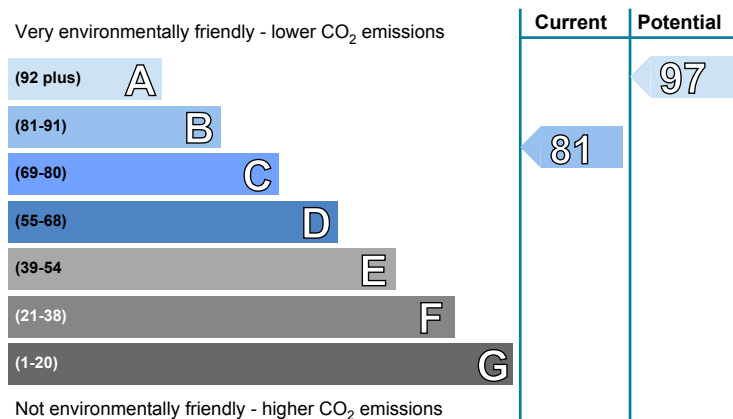 Current Potential
Very environmentally friendly - lower CO2 emissions
(92 plus) A 97
(81-91) B
81
(69-80) C
(55-68) D
(39-54 E
(21-38) F
(1-20) G
Not environmentally friendly - higher CO2 emissions